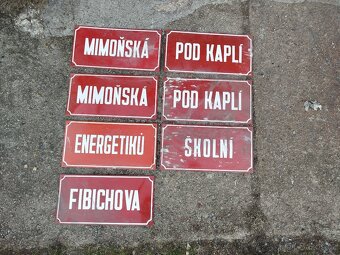 MIMOŇSKÁ
POD KAPLÍ
MIMOŇSKÁ
POD KAPLÍ
ENERGETIKŮ
ŠKOLNÍ
FIBICHOVA